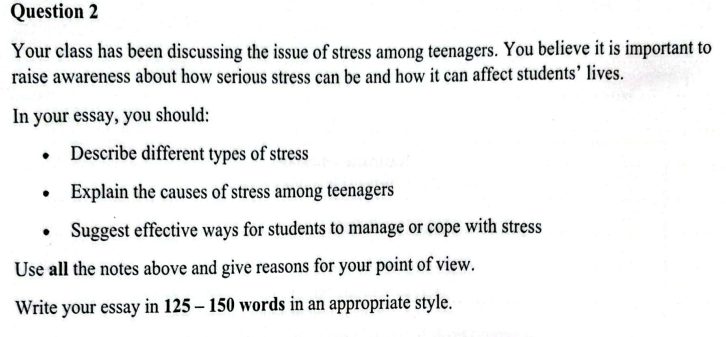 Question 2
Your class has been discussing the issue of stress among teenagers. You believe it is important to
raise awareness about how serious stress can be and how it can affect students' lives.
In your essay, you should:
• Describe different types of stress
• Explain the causes of stress among teenagers
• Suggest effective ways for students to manage or cope with stress
Use all the notes above and give reasons for your point of view.
Write your essay in 125 – 150 words in an appropriate style.